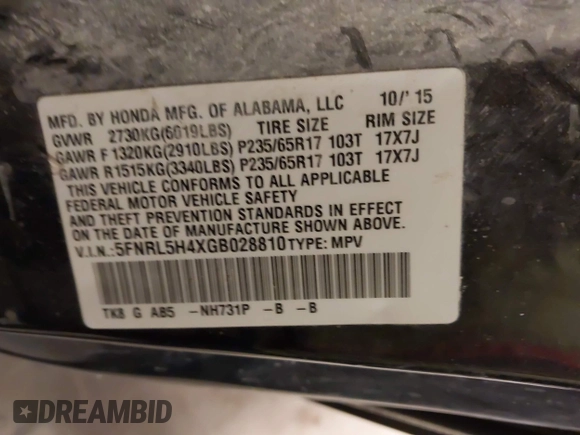 MFD. BY HONDA MFG. OF ALABAMA, LLC 10/'15
GVWR 2730KG(6019LBS) TIRE SIZE RIM SIZE
GAWR F1320KG(2910LBS) P235/65R17 103T 17X7J
GAWR R1515KG(3340LBS) P235/65R17 103T 17X7J
THIS VEHICLE CONFORMS TO ALL APPLICABLE
FEDERAL MOTOR VEHICLE SAFETY
AND THEFT PREVENTION STANDARDS IN EFFECT
ON THE DATE OF MANUFACTURE SHOWN ABOVE.
V.I.N.:5FNRL5H4XGB028810 TYPE: MPV
TK8 G A85 -NH731P -B -B
DREAMBID